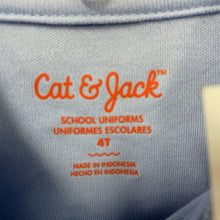 Cat & Jack™
SCHOOL UNIFORMS
UNIFORMES ESCOLARES
4T
MADE IN INDONESIA
HECHO EN INDONESIA